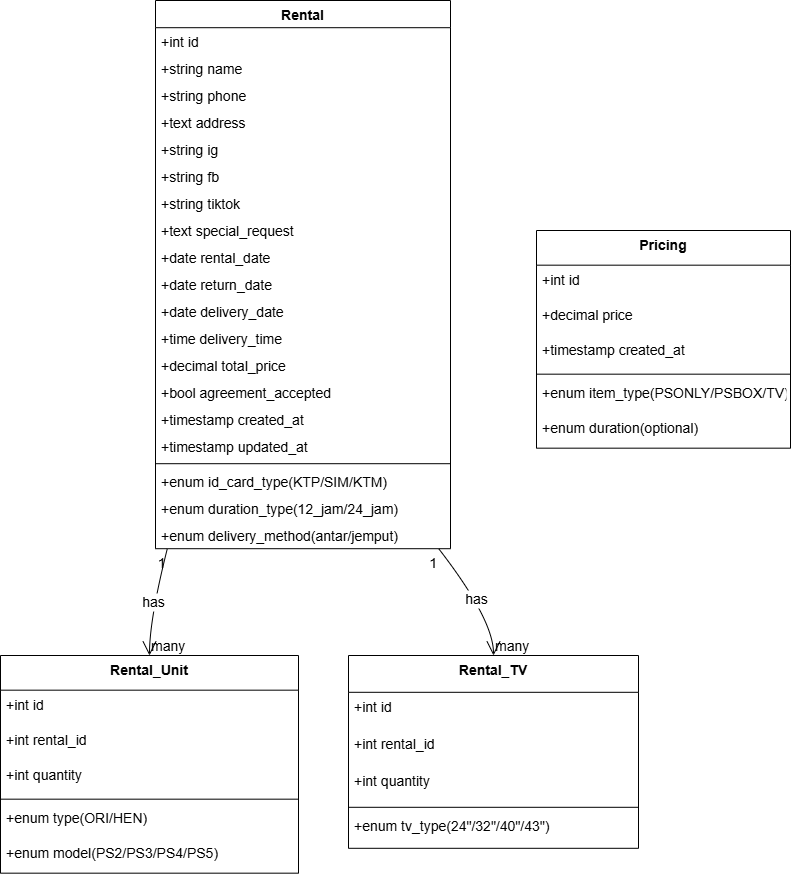 Rental
+int id
+string name
+string phone
+text address
+string ig
+string fb
+string tiktok
+text special_request
+date rental_date
+date return_date
+date delivery_date
+time delivery_time
+decimal total_price
+bool agreement_accepted
+timestamp created_at
+timestamp updated_at
+enum id_card_type(KTP/SIM/KTM)
+enum duration_type(12_jam/24_jam)
+enum delivery_method(antar/jemput)
Pricing
+int id
+decimal price
+timestamp created_at
+enum item_type(PSONLY/PSBOX/TV)
+enum duration(optional)
1
1
has
has
many
many
Rental_Unit
+int id
+int rental_id
+int quantity
+enum type(ORI/HEN)
+enum model(PS2/PS3/PS4/PS5)
Rental_TV
+int id
+int rental_id
+int quantity
+enum tv_type(24"/32"/40"/43")